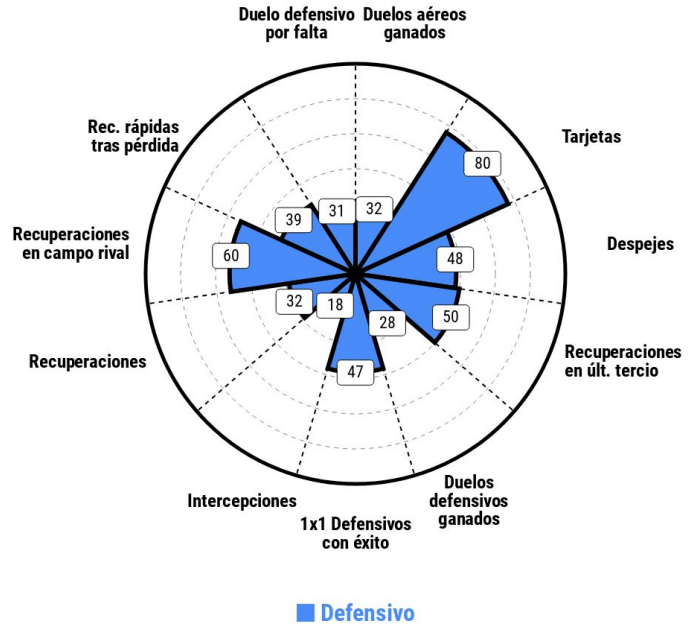 Duelo defensivo
por falta
Duelos aéreos
ganados
Tarjetas
Despejes
Recuperaciones
en últ. tercio
Duelos
defensivos
ganados
1x1 Defensivos
con éxito
Intercepciones
Recuperaciones
Recuperaciones
en campo rival
Rec. rápidas
tras pérdida
31
32
80
48
50
28
47
18
32
60
39
Defensivo